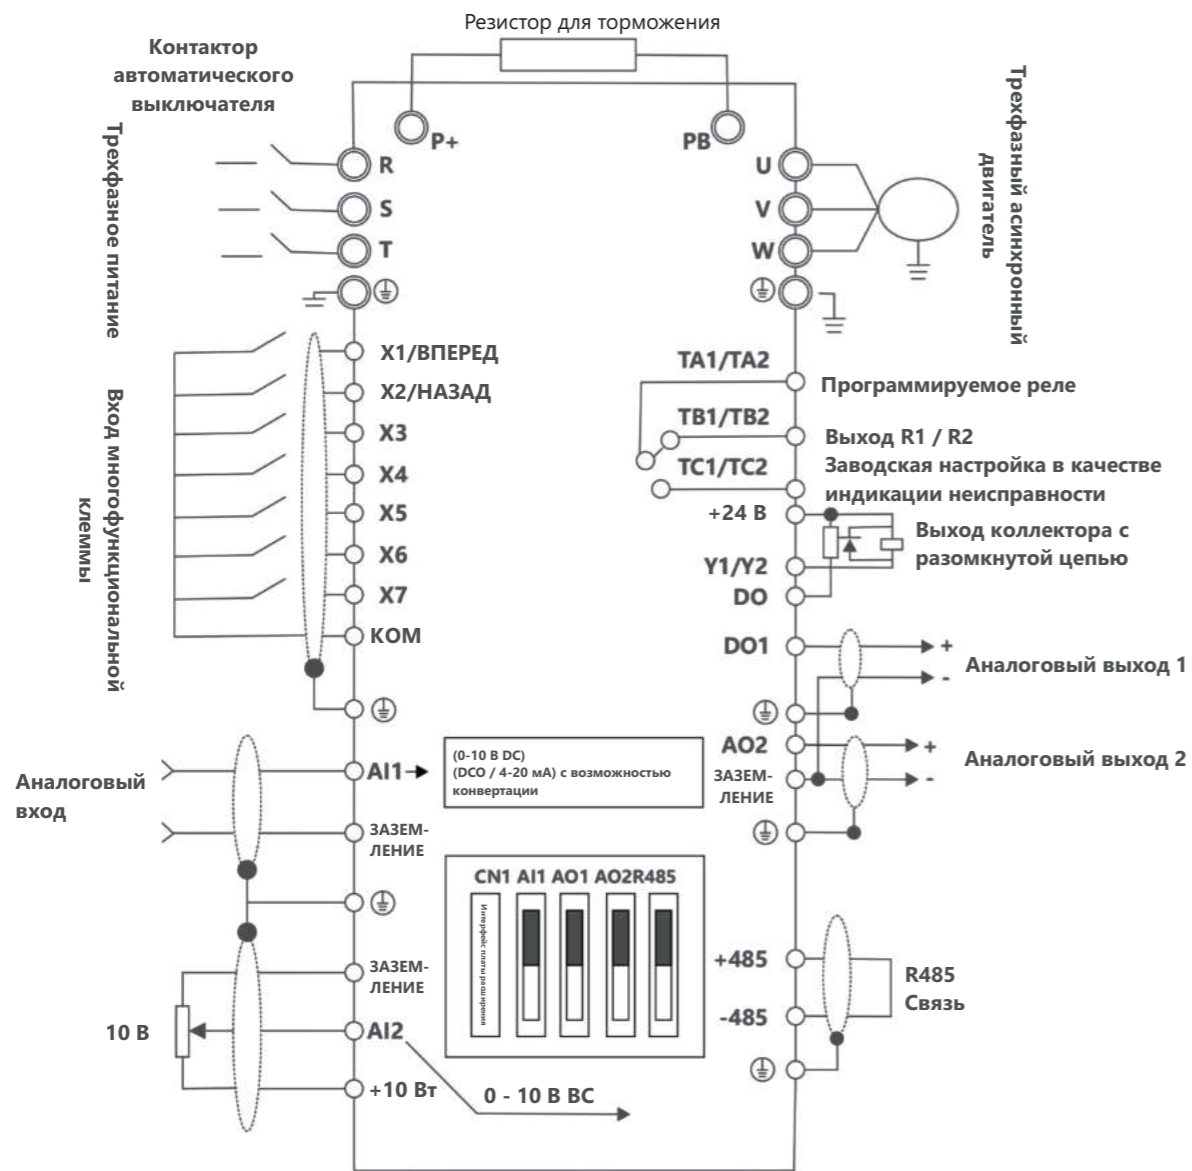 Резистор для торможения
Контактор
автоматического
выключателя
P+
PB
Трехфазное питание
R
S
T
U
V
W
Трехфазный асинхронный
двигатель
Вход многофункциональной
клеммы
X1/ВПЕРЕД
X2/НАЗАД
X3
X4
X5
X6
X7
КОМ
TA1/TA2
Программируемое реле
TB1/TB2
Выход R1 / R2
TC1/TC2
Заводская настройка в качестве
индикации неисправности
+24 В
Выход коллектора с
разомкнутой цепью
Y1/Y2
DO
DO1
+
-
Аналоговый выход 1
AO2
+
-
Аналоговый выход 2
ЗАЗЕМ-
ЛЕНИЕ
Аналоговый
вход
AI1
(0-10 В DC)
(DCO / 4-20 мА) с возможностью
конвертации
ЗАЗЕМ-
ЛЕНИЕ
CN1 AI1 AO1 AO2R485
Интерфейс платы расширения
ЗАЗЕМ-
ЛЕНИЕ
10 В
AI2
+10 Вт
0 - 10 В ВС
+485
-485
R485
Связь